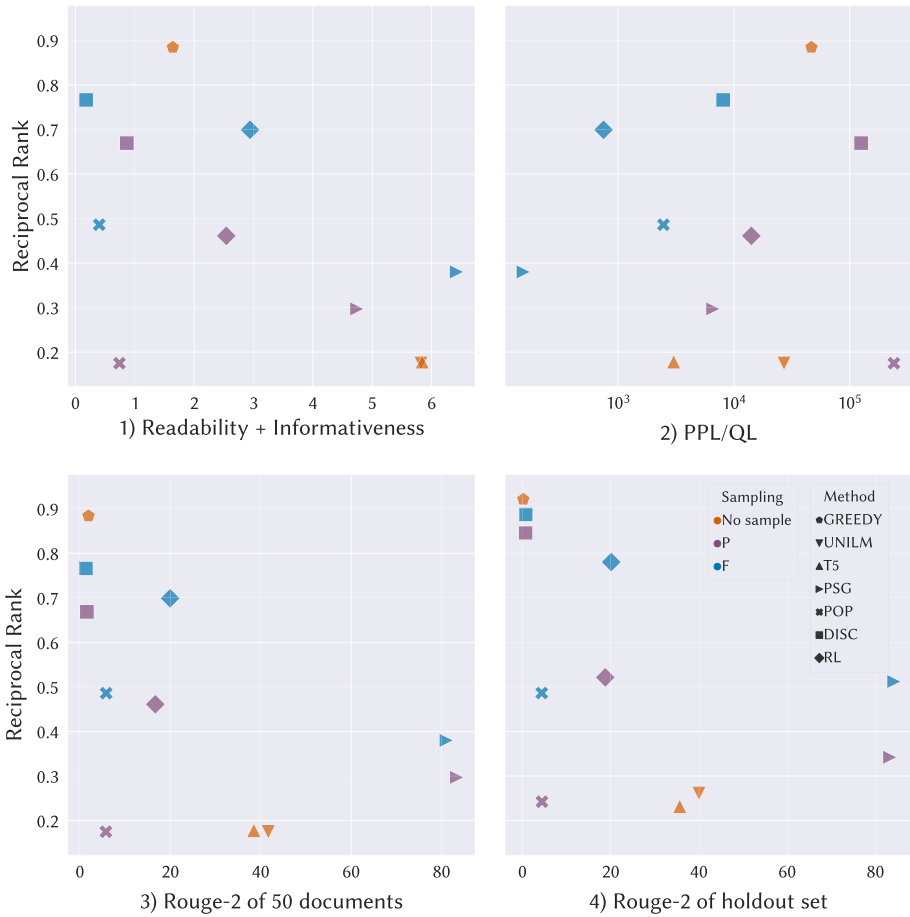 Reciprocal Rank
0.9
0.8
0.7
0.6
0.5
0.4
0.3
0.2
0 1 2 3 4 5 6
1) Readability + Informativeness
10³ 10⁴ 10⁵
2) PPL/QL
Reciprocal Rank
0.9
0.8
0.7
0.6
0.5
0.4
0.3
0.2
0 20 40 60 80
3) Rouge-2 of 50 documents
Sampling
No sample
P
F
Method
GREEDY
UNILM
T5
PSG
POP
DISC
RL
0 20 40 60 80
4) Rouge-2 of holdout set